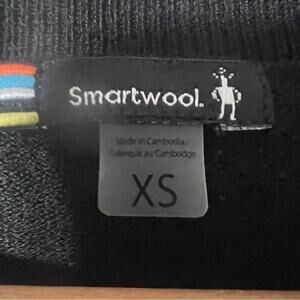 Smartwool.
Made in Cambodia /
Fabriqué au Cambodge
XS